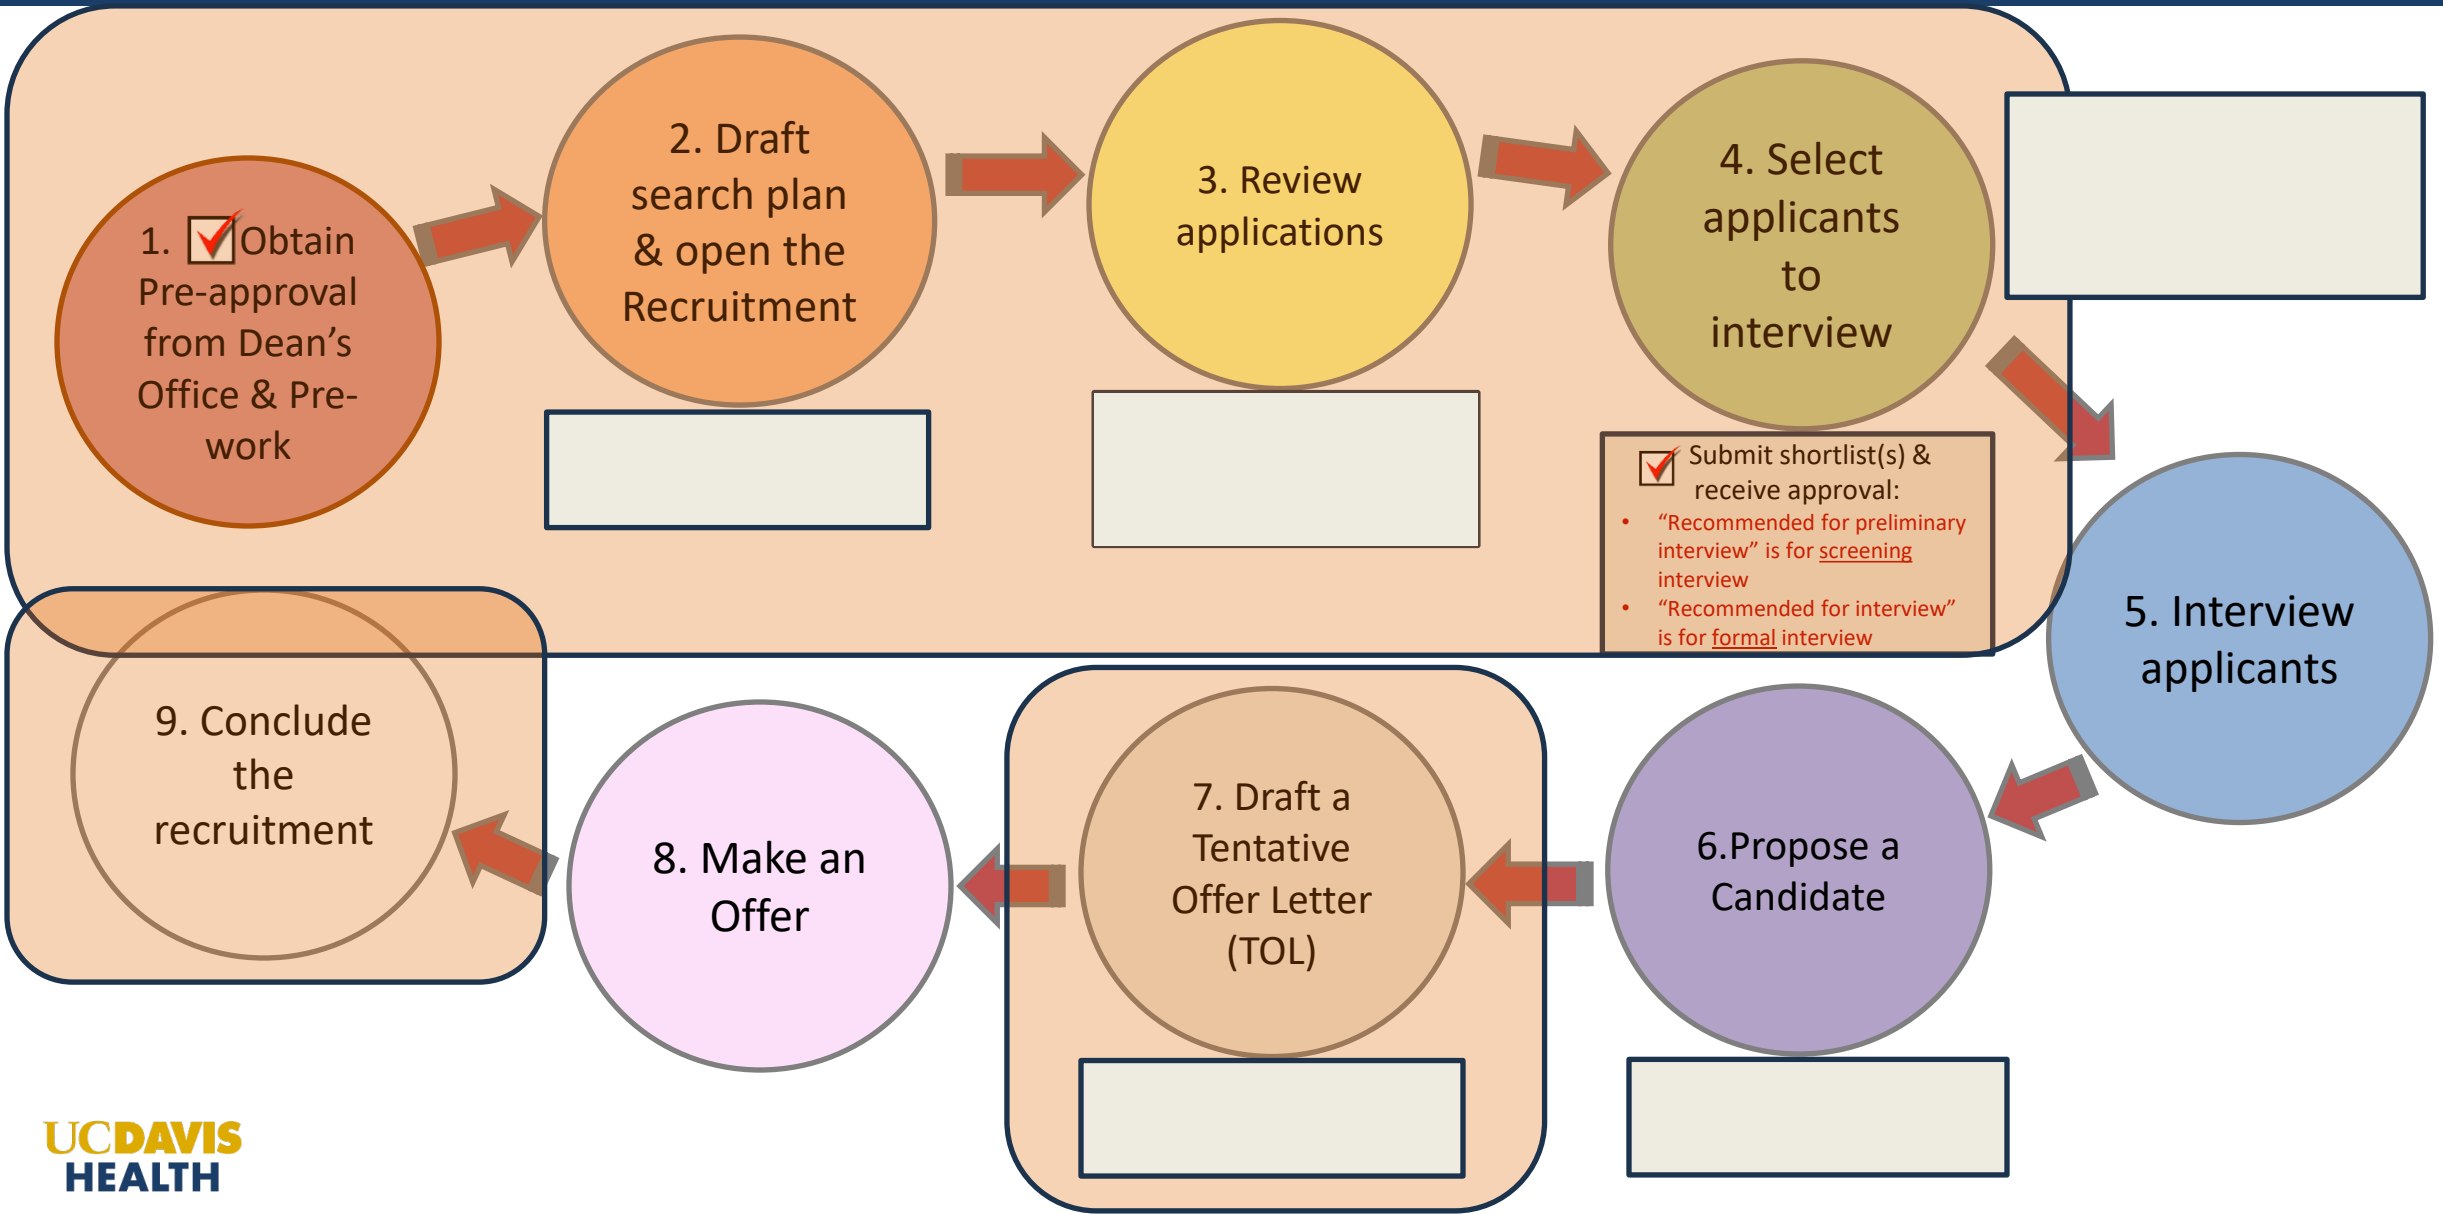 1. Obtain
Pre-approval
from Dean’s
Office & Pre-
work
2. Draft
search plan
& open the
Recruitment
3. Review
applications
4. Select
applicants
to
interview
Submit shortlist(s) &
receive approval:
• “Recommended for preliminary
interview” is for screening
interview
• “Recommended for interview”
is for formal interview
5. Interview
applicants
6.Propose a
Candidate
7. Draft a
Tentative
Offer Letter
(TOL)
8. Make an
Offer
9. Conclude
the
recruitment
UCDAVIS
HEALTH